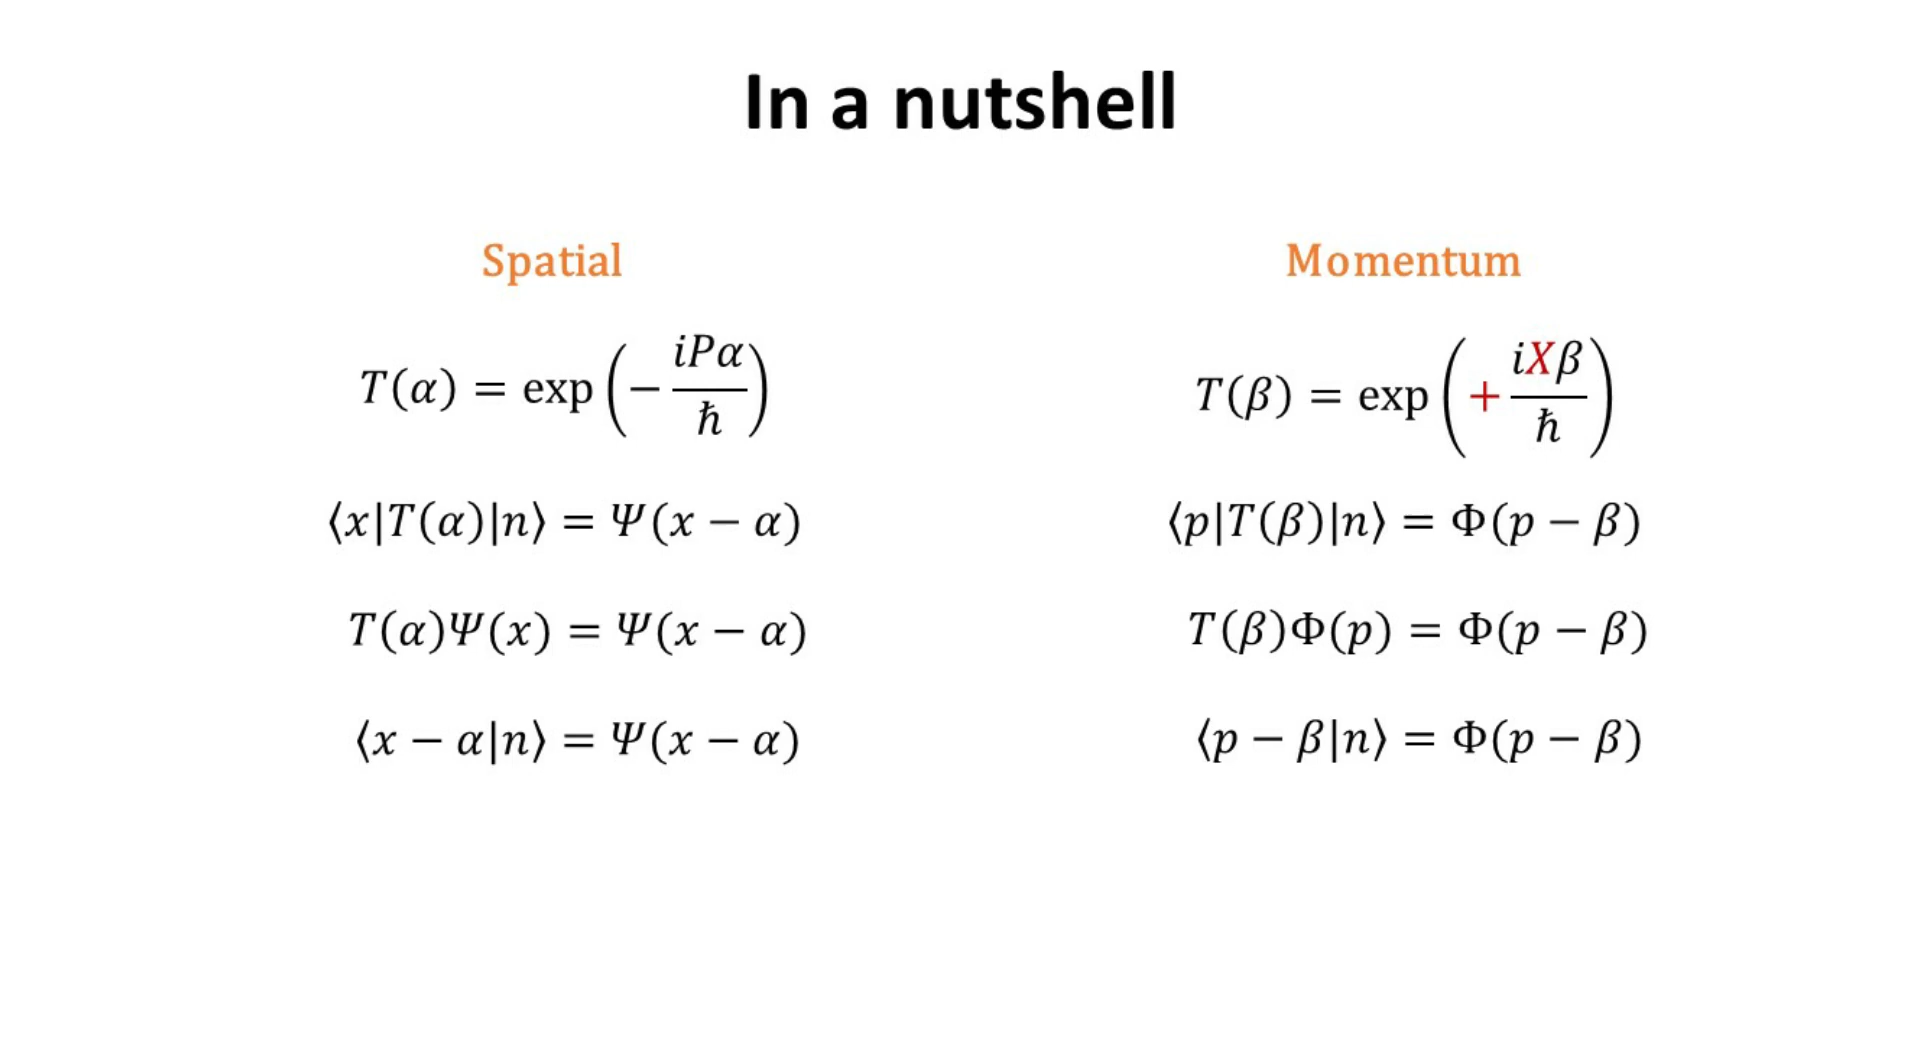 In a nutshell
Spatial
T(α) = exp(− iPα/ħ)
⟨x|T(α)|n⟩ = Ψ(x − α)
T(α)Ψ(x) = Ψ(x − α)
⟨x − α|n⟩ = Ψ(x − α)
Momentum
T(β) = exp(+ iXβ/ħ)
⟨p|T(β)|n⟩ = Φ(p − β)
T(β)Φ(p) = Φ(p − β)
⟨p − β|n⟩ = Φ(p − β)